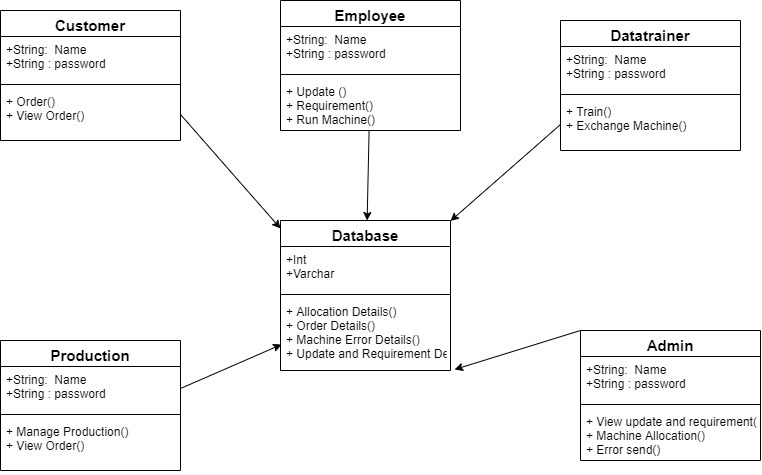 Customer
+String:  Name
+String : password
+ Order()
+ View Order()
Employee
+String:  Name
+String : password
+ Update ()
+ Requirement()
+ Run Machine()
Datatrainer
+String:  Name
+String : password
+ Train()
+ Exchange Machine()
Database
+Int
+Varchar
+ Allocation Details()
+ Order Details()
+ Machine Error Details()
+ Update and Requirement De
Production
+String:  Name
+String : password
+ Manage Production()
+ View Order()
Admin
+String:  Name
+String : password
+ View update and requirement(
+ Machine Allocation()
+ Error send()